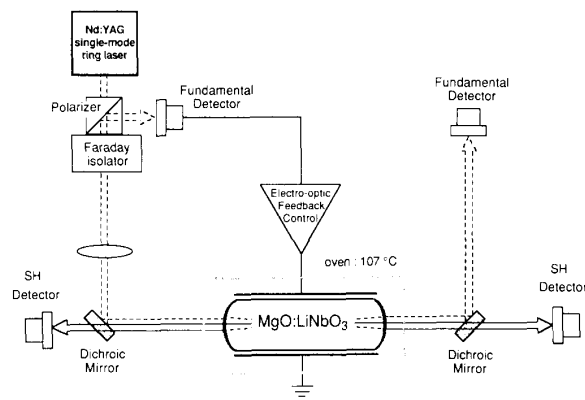 Nd:YAG
single-mode
ring laser
Polarizer
Fundamental
Detector
Faraday
isolator
Electro-optic
Feedback
Control
Fundamental
Detector
oven : 107 °C
SH
Detector
MgO:LiNbO3
SH
Detector
Dichroic
Mirror
Dichroic
Mirror